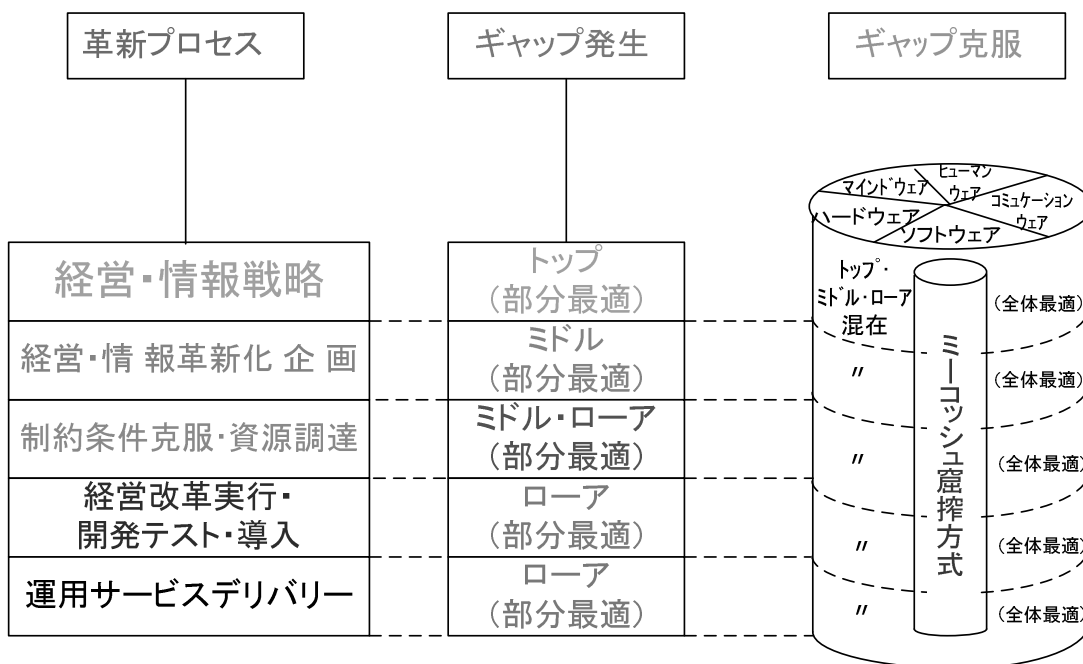 革新プロセス
ギャップ発生
ギャップ克服
経営・情報戦略
経営・情 報革新化 企 画
制約条件克服・資源調達
経営改革実行・
開発テスト・導入
運用サービスデリバリー
トップ
(部分最適)
ミドル
(部分最適)
ミドル・ローア
(部分最適)
ローア
(部分最適)
ローア
(部分最適)
マインドウェア
ヒューマン
ウェア
コミュケーション
ウェア
ハードウェア
ソフトウェア
トップ・
ミドル・ローア
混在
〃
〃
〃
〃
ミーコッシュ窟搾方式
(全体最適)
(全体最適)
(全体最適)
(全体最適)
(全体最適)